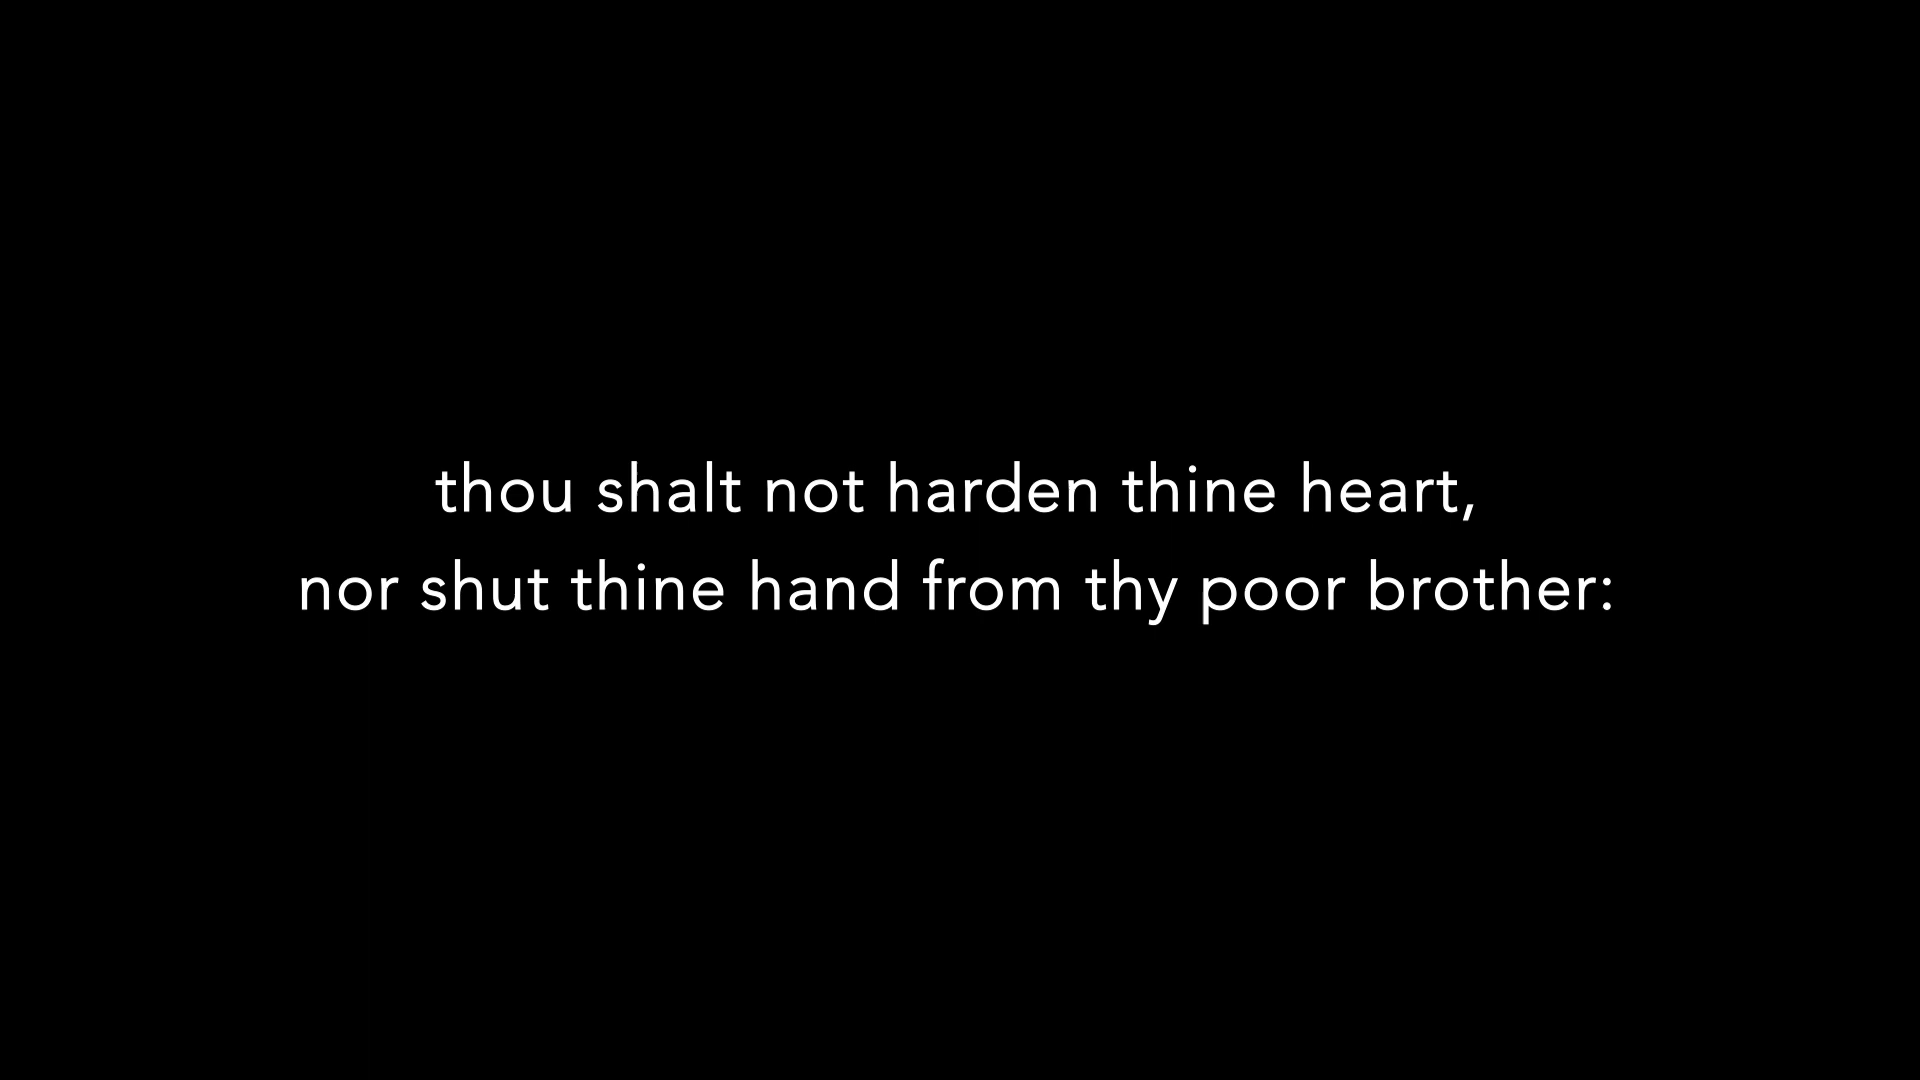 thou shalt not harden thine heart,
nor shut thine hand from thy poor brother: